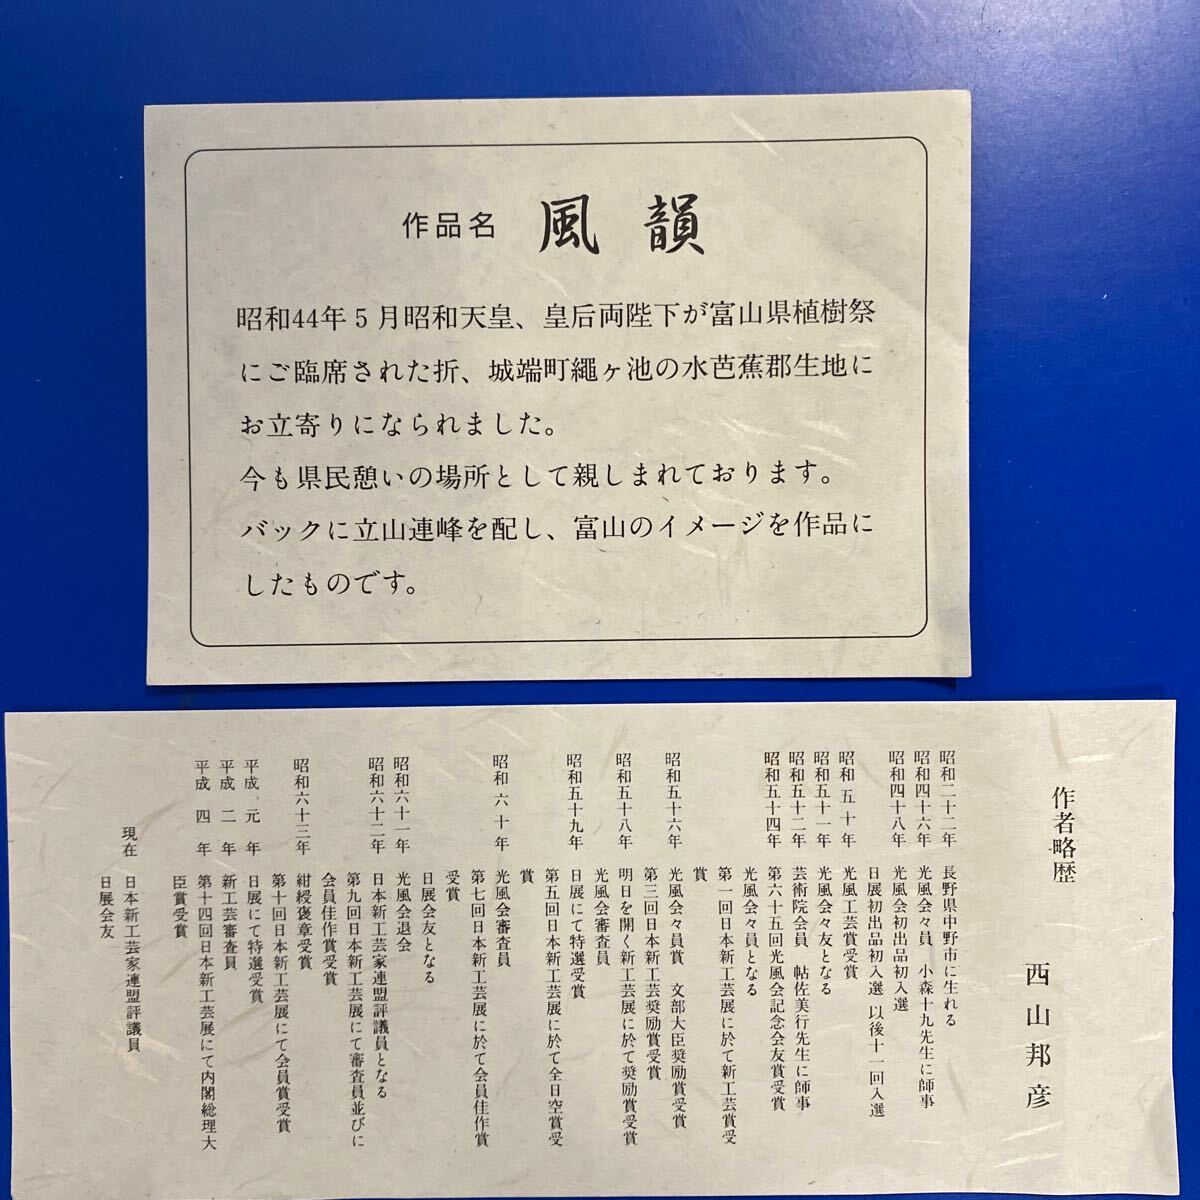 作品名 風韻
昭和44年5月昭和天皇、皇后両陛下が富山県植樹祭
にご臨席された折、城端町繩ヶ池の水芭蕉郡生地に
お立寄りになられました。
今も県民憩いの場所として親しまれております。
バックに立山連峰を配し、富山のイメージを作品に
したものです。
作者略歴 西山邦彦
昭和二十二年 長野県中野市に生れる
昭和四十六年 光風会々員 小森十九先生に師事
昭和四十八年 光風会初出品初入選
日展初出品初入選 以後十一回入選
昭和五十年 光風工芸賞受賞
昭和五十一年 光風会々友となる
昭和五十二年 芸術院会員 帖佐美行先生に師事
昭和五十四年 第六十五回光風会記念会友賞受賞
光風会々員となる
第一回日本新工芸展に於て新工芸賞受
賞
昭和五十六年 光風会々員賞 文部大臣奨励賞受賞
第三回日本新工芸奨励賞受賞
昭和五十八年 明日を開く新工芸展に於て奨励賞受賞
光風会審査員
昭和五十九年 日展にて特選受賞
第五回日本新工芸展に於て全日空賞受
賞
昭和六十年 光風会審査員
第七回日本新工芸展に於て会員佳作賞
受賞
日展会友となる
昭和六十一年 光風会退会
昭和六十二年 日本新工芸家連盟評議員となる
第九回日本新工芸展にて審査員並びに
会員佳作賞受賞
昭和六十三年 紺綬褒章受賞
第十回日本新工芸展にて会員賞受賞
平成元年 日展にて特選受賞
平成二年 新工芸審査員
平成四年 第十四回日本新工芸展にて内閣総理大
臣賞受賞
現在 日本新工芸家連盟評議員
日展会友